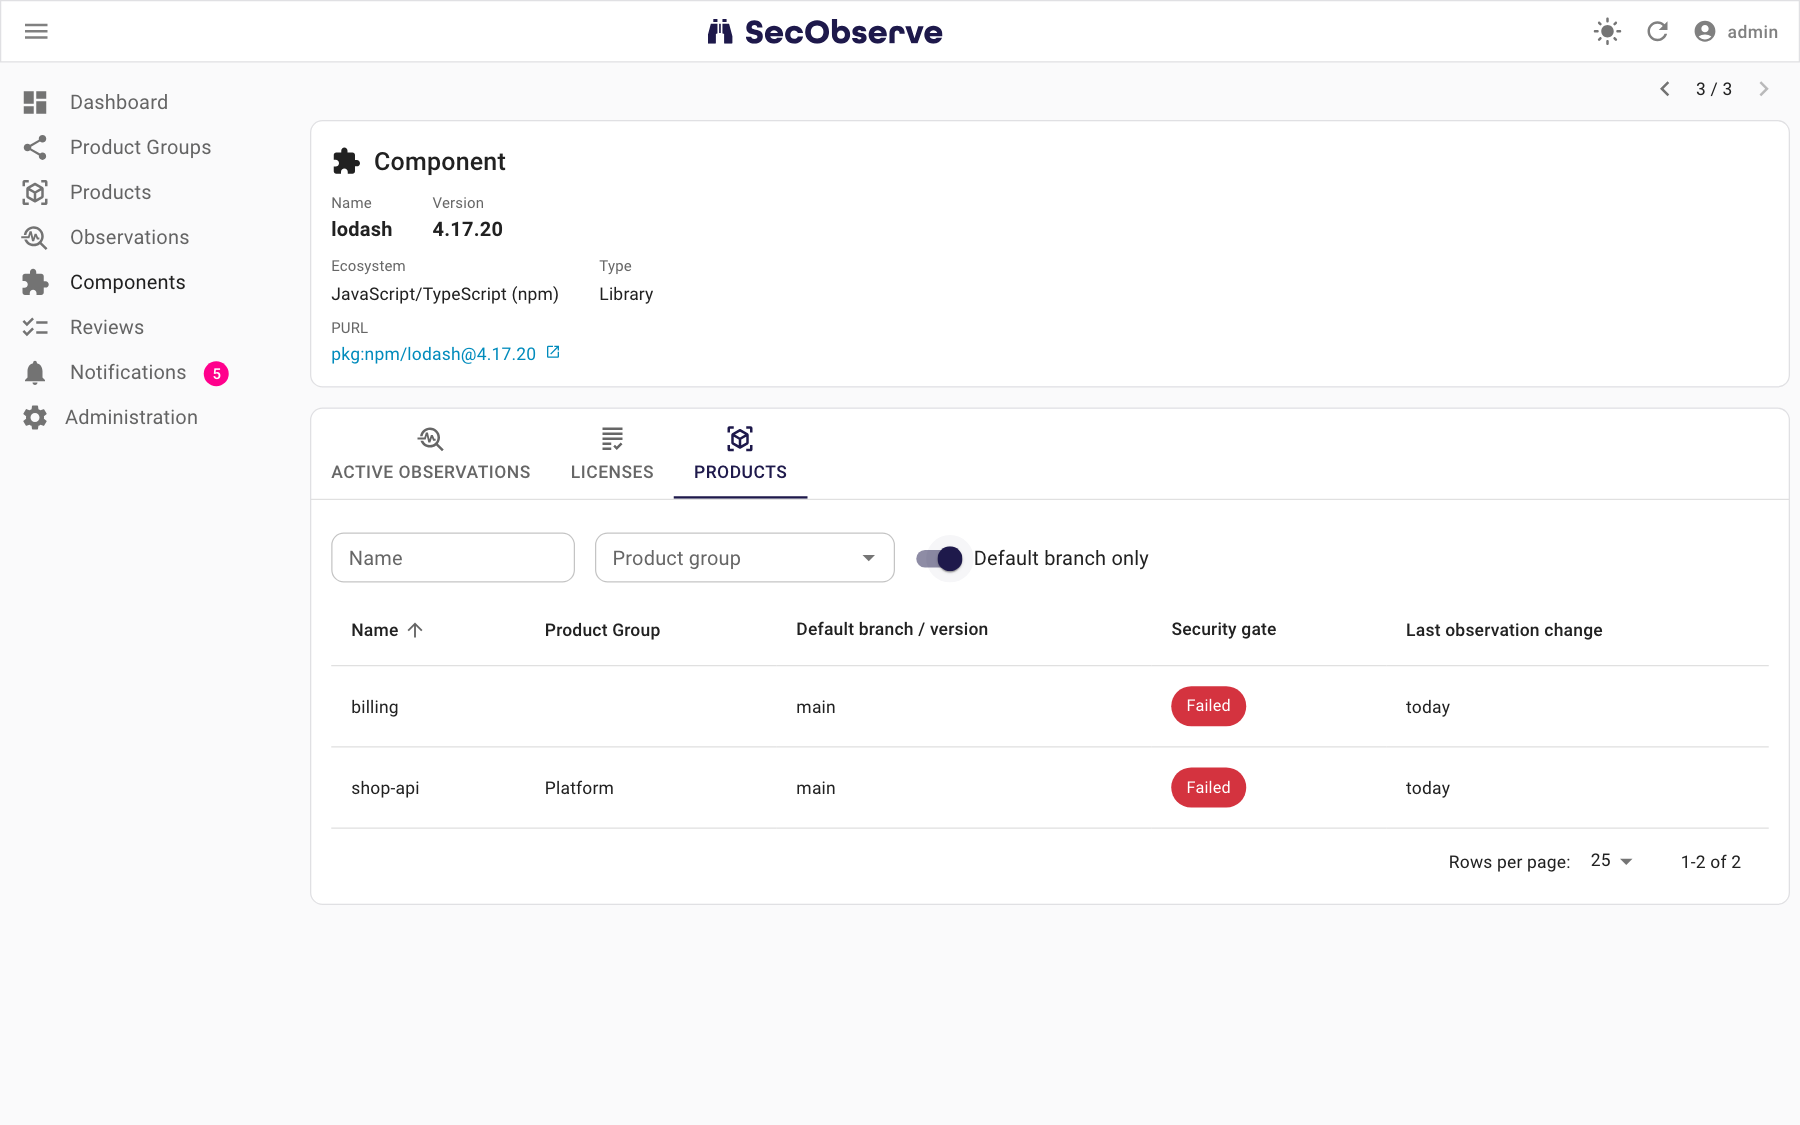 SecObserve
admin
3 / 3
Dashboard
Product Groups
Products
Observations
Components
Reviews
Notifications 5
Administration
Component
Name Version
lodash 4.17.20
Ecosystem Type
JavaScript/TypeScript (npm) Library
PURL
pkg:npm/lodash@4.17.20
ACTIVE OBSERVATIONS LICENSES PRODUCTS
Name Product group Default branch only
Name Product Group Default branch / version Security gate Last observation change
billing main Failed today
shop-api Platform main Failed today
Rows per page: 25 1-2 of 2